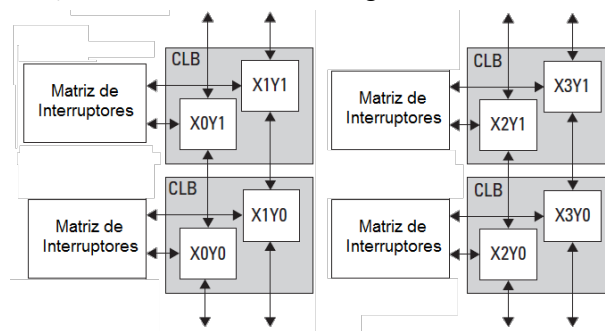 CLB
X1Y1
Matriz de
Interruptores
X0Y1
CLB
X3Y1
Matriz de
Interruptores
X2Y1
CLB
X1Y0
Matriz de
Interruptores
X0Y0
CLB
X3Y0
Matriz de
Interruptores
X2Y0